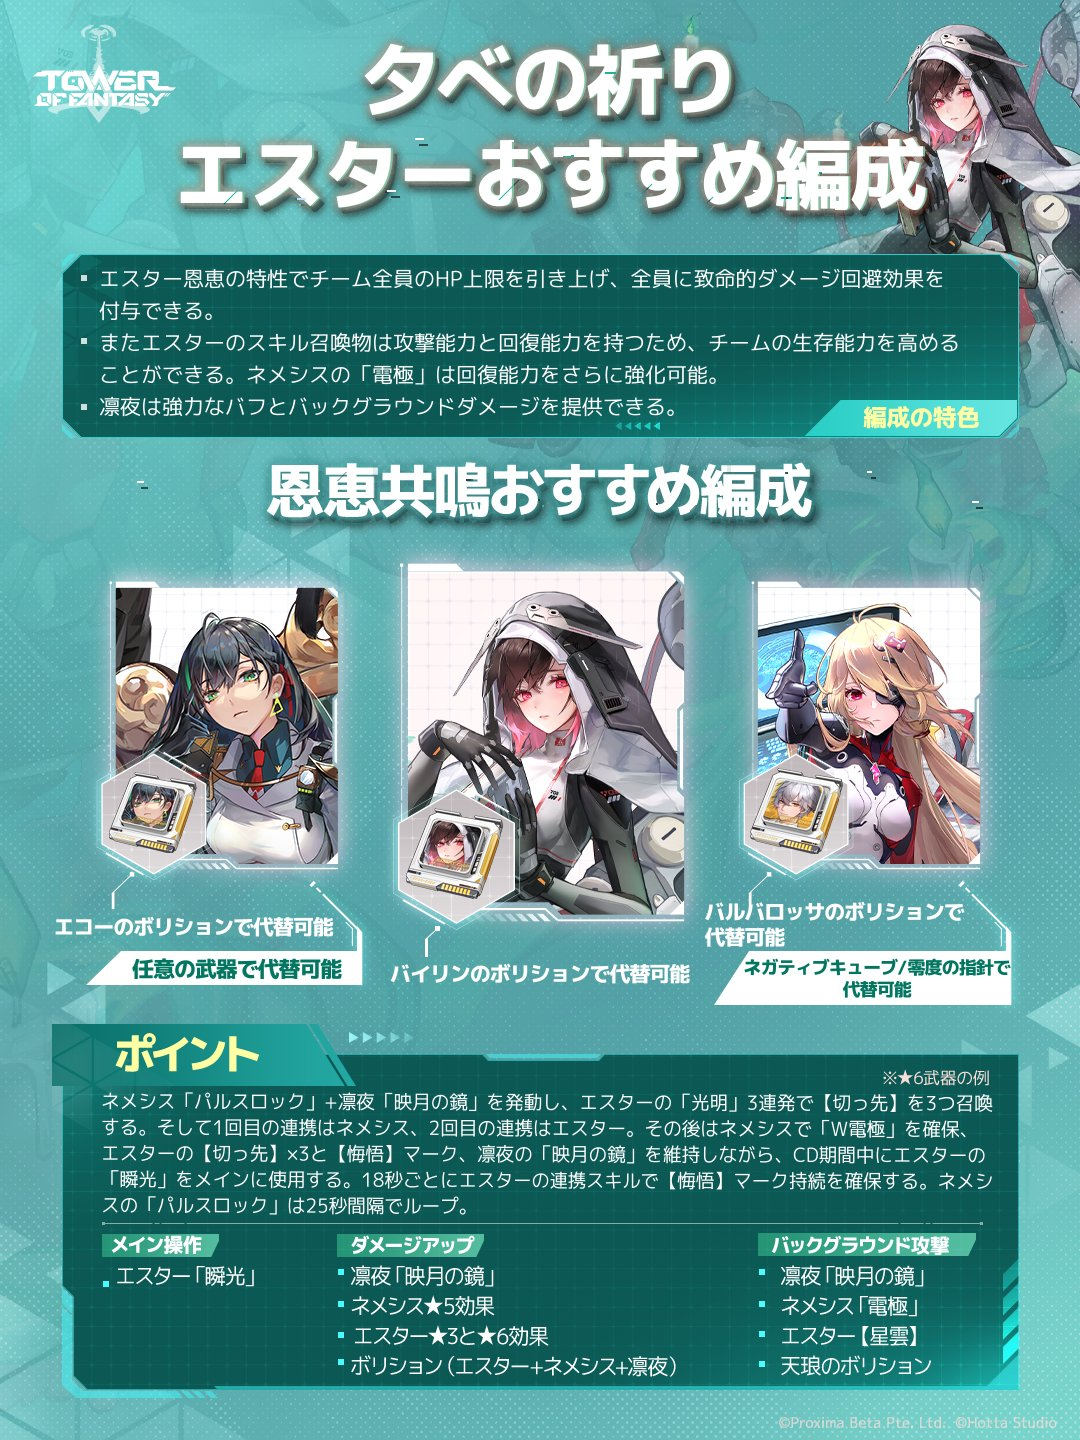 TOWER
OF FANTASY
夕べの祈り
エスターおすすめ編成
エスター恩恵の特性でチーム全員のHP上限を引き上げ、全員に致命的ダメージ回避効果を
付与できる。
またエスターのスキル召喚物は攻撃能力と回復能力を持つため、チームの生存能力を高める
ことができる。ネメシスの「電極」は回復能力をさらに強化可能。
凛夜は強力なバフとバックグラウンドダメージを提供できる。
編成の特色
恩恵共鳴おすすめ編成
エコーのボリションで代替可能
任意の武器で代替可能
バイリンのボリションで代替可能
バルバロッサのボリションで
代替可能
ネガティブキューブ/零度の指針で
代替可能
ポイント
※★6武器の例
ネメシス「パルスロック」+凛夜「映月の鏡」を発動し、エスターの「光明」3連発で【切っ先】を3つ召喚
する。そして1回目の連携はネメシス、2回目の連携はエスター。その後はネメシスで「W電極」を確保、
エスターの【切っ先】×3と【悔悟】マーク、凛夜の「映月の鏡」を維持しながら、CD期間中にエスターの
「瞬光」をメインに使用する。18秒ごとにエスターの連携スキルで【悔悟】マーク持続を確保する。ネメシ
スの「パルスロック」は25秒間隔でループ。
メイン操作
エスター「瞬光」
ダメージアップ
凛夜「映月の鏡」
ネメシス★5効果
エスター★3と★6効果
ボリション（エスター+ネメシス+凛夜）
バックグラウンド攻撃
凛夜「映月の鏡」
ネメシス「電極」
エスター【星雲】
天琅のボリション
©Proxima Beta Pte. Ltd. ©Hotta Studio